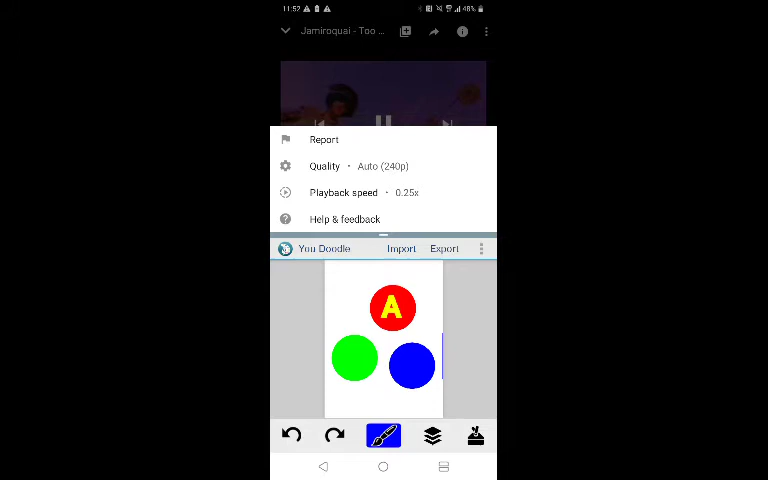 11:52
48%
Jamiroquai - Too ...
Report
Quality • Auto (240p)
Playback speed • 0.25x
Help & feedback
You Doodle Import Export
A